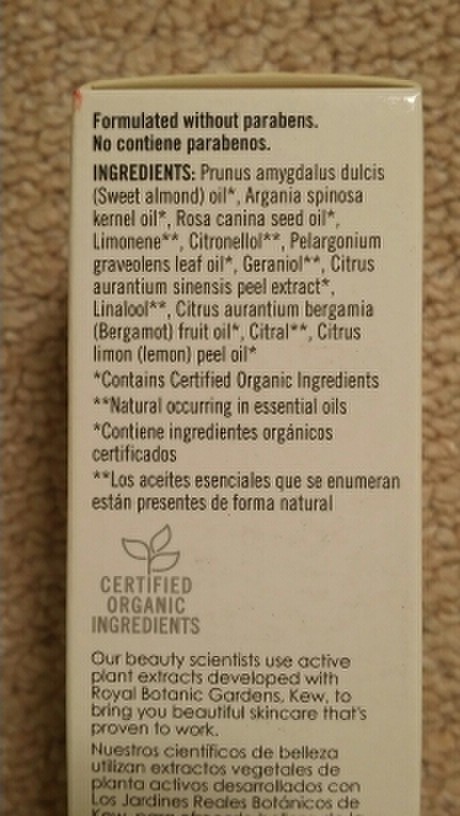 Formulated without parabens.
No contiene parabenos.
INGREDIENTS: Prunus amygdalus dulcis
(Sweet almond) oil*, Argania spinosa
kernel oil*, Rosa canina seed oil*,
Limonene**, Citronellol**, Pelargonium
graveolens leaf oil*, Geraniol**, Citrus
aurantium sinensis peel extract*,
Linalool**, Citrus aurantium bergamia
(Bergamot) fruit oil*, Citral**, Citrus
limon (lemon) peel oil*
*Contains Certified Organic Ingredients
**Natural occurring in essential oils
*Contiene ingredientes orgánicos
certificados
**Los aceites esenciales que se enumeran
están presentes de forma natural
CERTIFIED
ORGANIC
INGREDIENTS
Our beauty scientists use active
plant extracts developed with
Royal Botanic Gardens, Kew, to
bring you beautiful skincare that's
proven to work.
Nuestros científicos de belleza
utilizan extractos vegetales de
planta activos desarrollados con
Los Jardines Reales Botánicos de